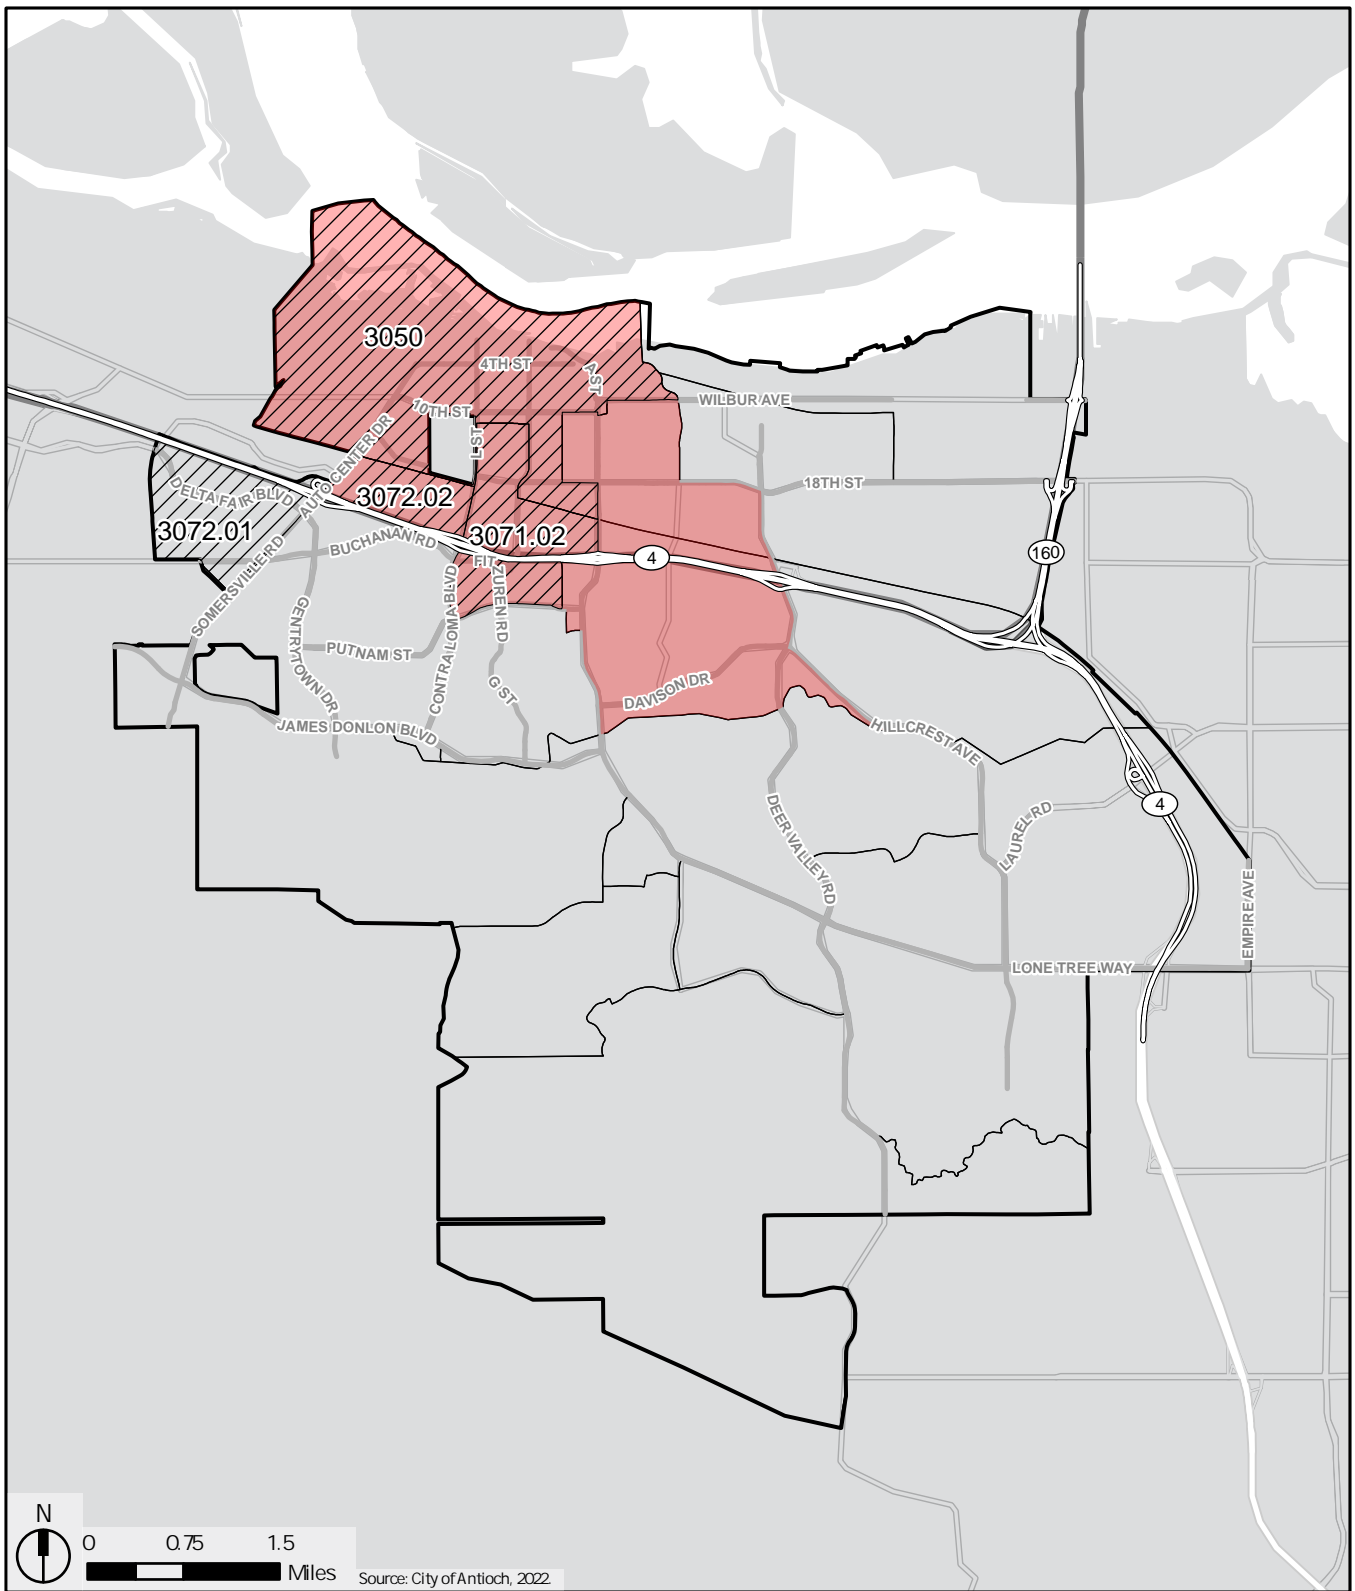 3050
4TH ST
A ST
WILBUR AVE
10TH ST
L ST
AUTO CENTER DR
18TH ST
DELTA FAIR BLVD
3072.02
3072.01
3071.02
BUCHANAN RD
FITZUREN RD
4
160
SOMERSVILLE RD
GENTRYTOWN DR
CONTRA LOMA BLVD
PUTNAM ST
G ST
DAVISON DR
JAMES DONLON BLVD
HILLCREST AVE
DEER VALLEY RD
LAUREL RD
4
EMPIRE AVE
LONE TREE WAY
N
0 0.75 1.5
Miles
Source: City of Antioch, 2022.